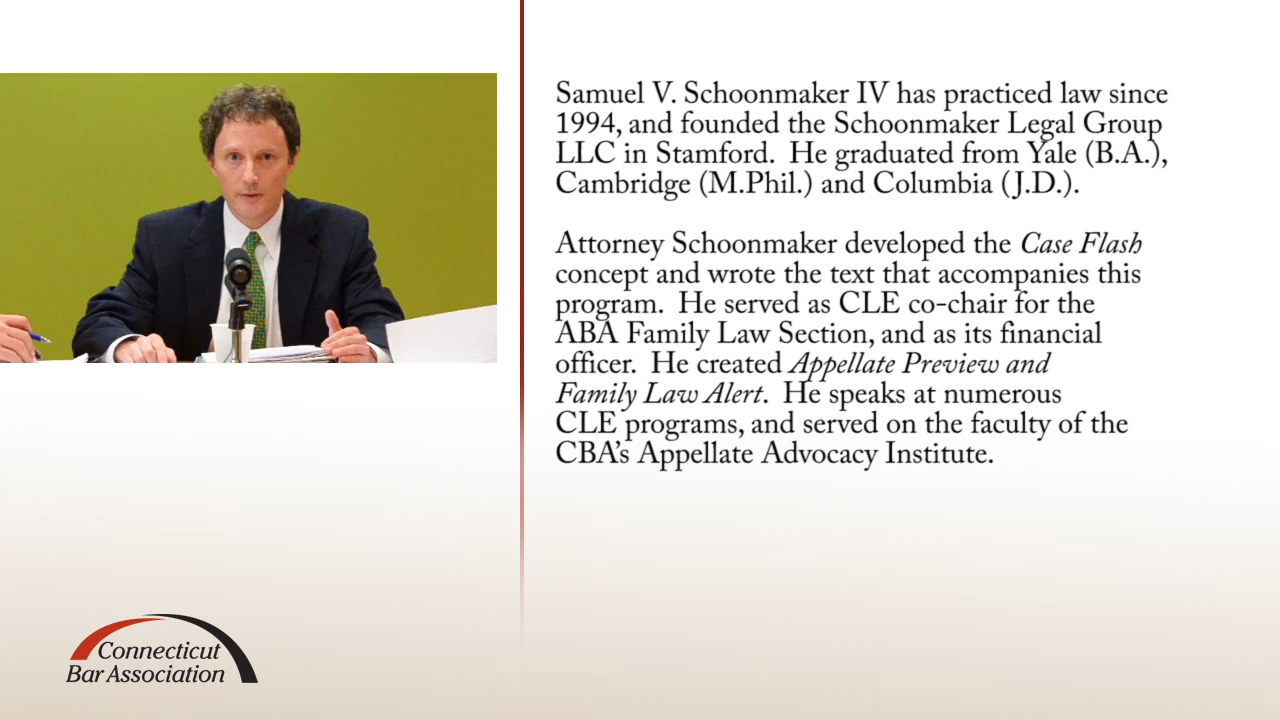 Samuel V. Schoonmaker IV has practiced law since
1994, and founded the Schoonmaker Legal Group
LLC in Stamford.  He graduated from Yale (B.A.),
Cambridge (M.Phil.) and Columbia (J.D.).
Attorney Schoonmaker developed the Case Flash
concept and wrote the text that accompanies this
program.  He served as CLE co-chair for the
ABA Family Law Section, and as its financial
officer.  He created Appellate Preview and
Family Law Alert.  He speaks at numerous
CLE programs, and served on the faculty of the
CBA’s Appellate Advocacy Institute.
Connecticut
Bar Association